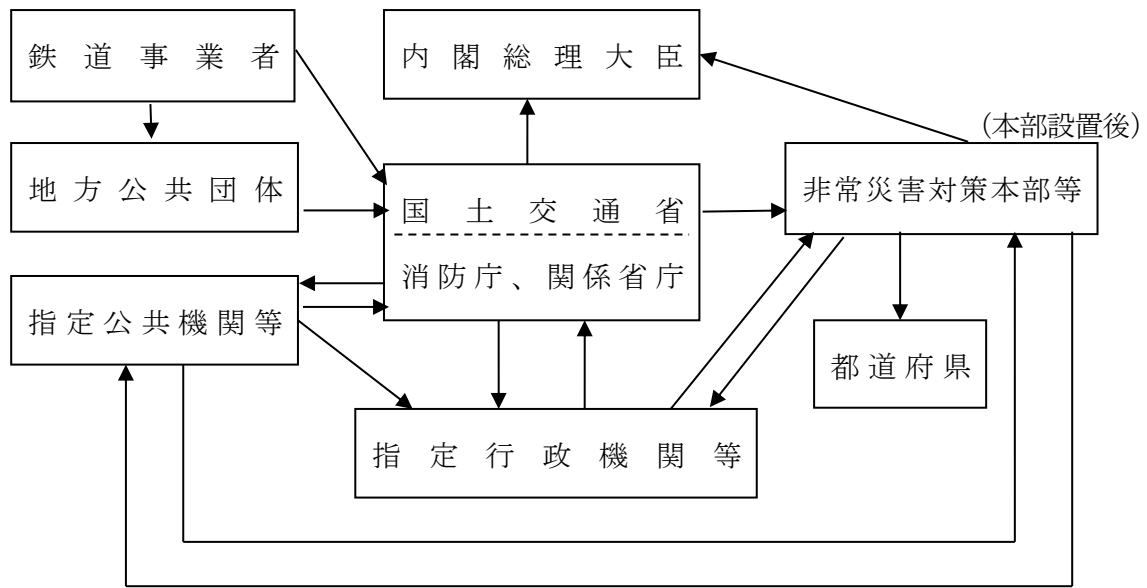 鉄道事業者
内閣総理大臣
(本部設置後)
地方公共団体
国土交通省
非常災害対策本部等
消防庁、関係省庁
指定公共機関等
都道府県
指定行政機関等